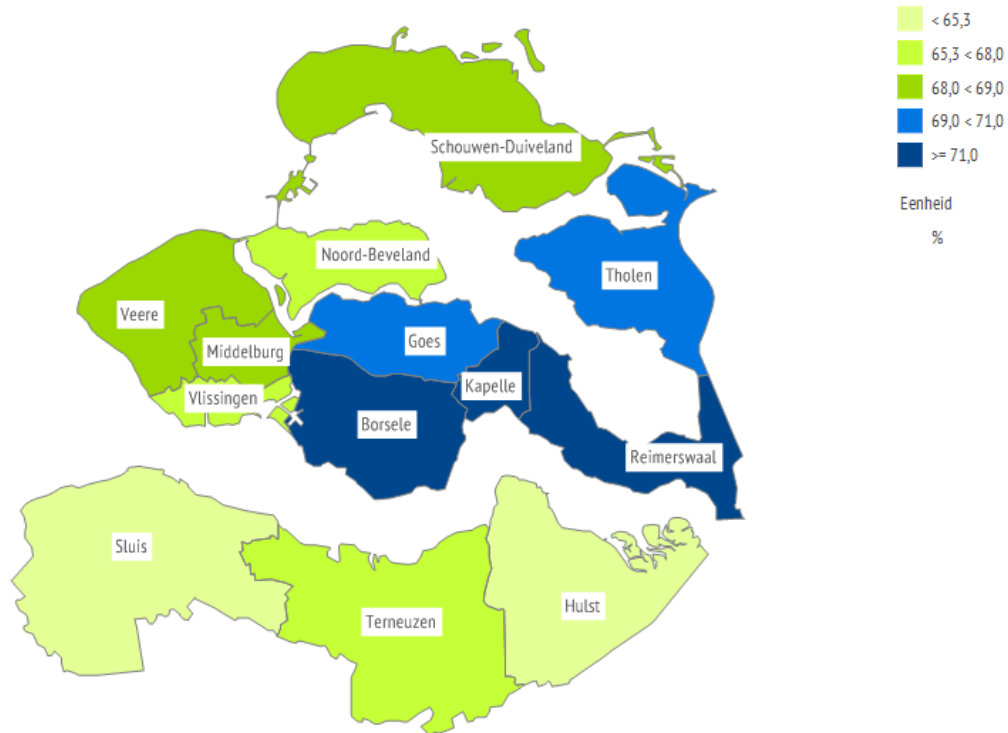 < 65,3
65,3 < 68,0
68,0 < 69,0
69,0 < 71,0
>= 71,0
Eenheid
%
Schouwen-Duiveland
Noord-Beveland
Tholen
Veere
Goes
Middelburg
Kapelle
Vlissingen
Borsele
Reimerswaal
Sluis
Hulst
Terneuzen